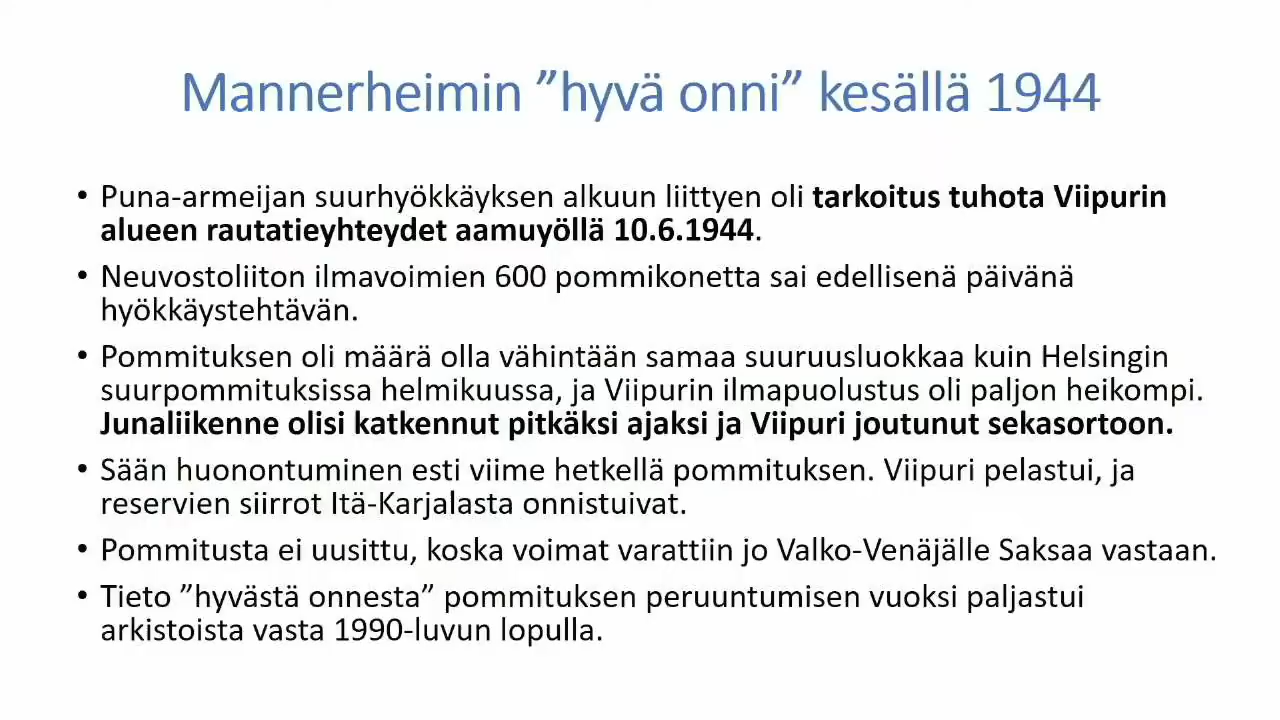 Mannerheimin ”hyvä onni” kesällä 1944
• Puna-armeijan suurhyökkäyksen alkuun liittyen oli tarkoitus tuhota Viipurin
alueen rautatieyhteydet aamuyöllä 10.6.1944.
• Neuvostoliiton ilmavoimien 600 pommikonetta sai edellisenä päivänä
hyökkäystehtävän.
• Pommituksen oli määrä olla vähintään samaa suuruusluokkaa kuin Helsingin
suurpommituksissa helmikuussa, ja Viipurin ilmapuolustus oli paljon heikompi.
Junaliikenne olisi katkennut pitkäksi ajaksi ja Viipuri joutunut sekasortoon.
• Sään huonontuminen esti viime hetkellä pommituksen. Viipuri pelastui, ja
reservien siirrot Itä-Karjalasta onnistuivat.
• Pommitusta ei uusittu, koska voimat varattiin jo Valko-Venäjälle Saksaa vastaan.
• Tieto ”hyvästä onnesta” pommituksen peruuntumisen vuoksi paljastui
arkistoista vasta 1990-luvun lopulla.